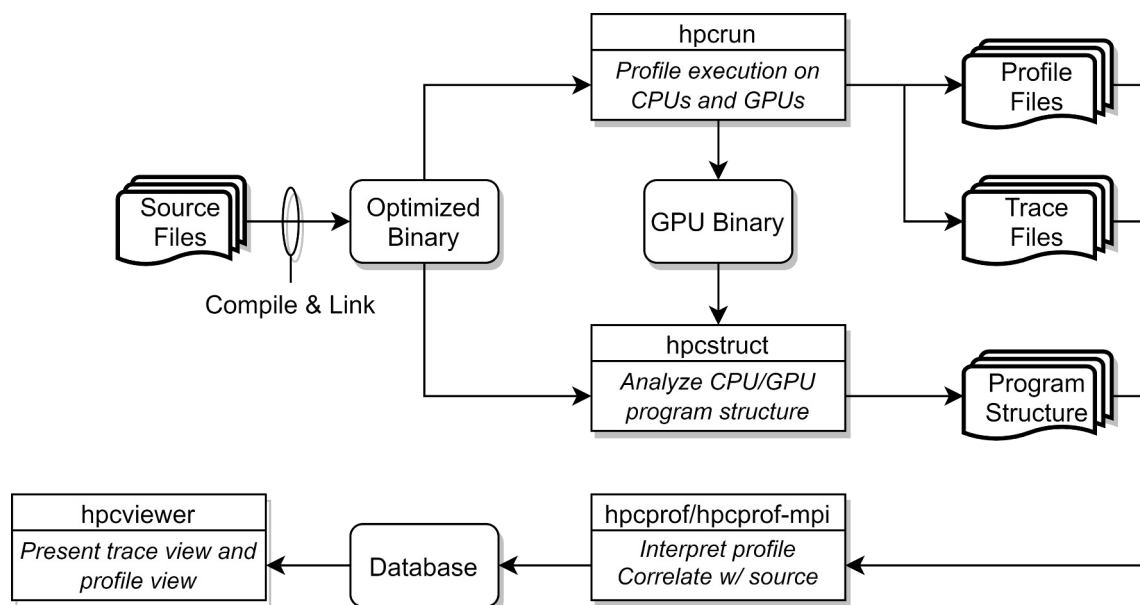 hpcrun
Profile execution on
CPUs and GPUs
Profile
Files
Source
Files
Optimized
Binary
GPU Binary
Trace
Files
Compile & Link
hpcstruct
Analyze CPU/GPU
program structure
Program
Structure
hpcviewer
Present trace view and
profile view
Database
hpcprof/hpcprof-mpi
Interpret profile
Correlate w/ source